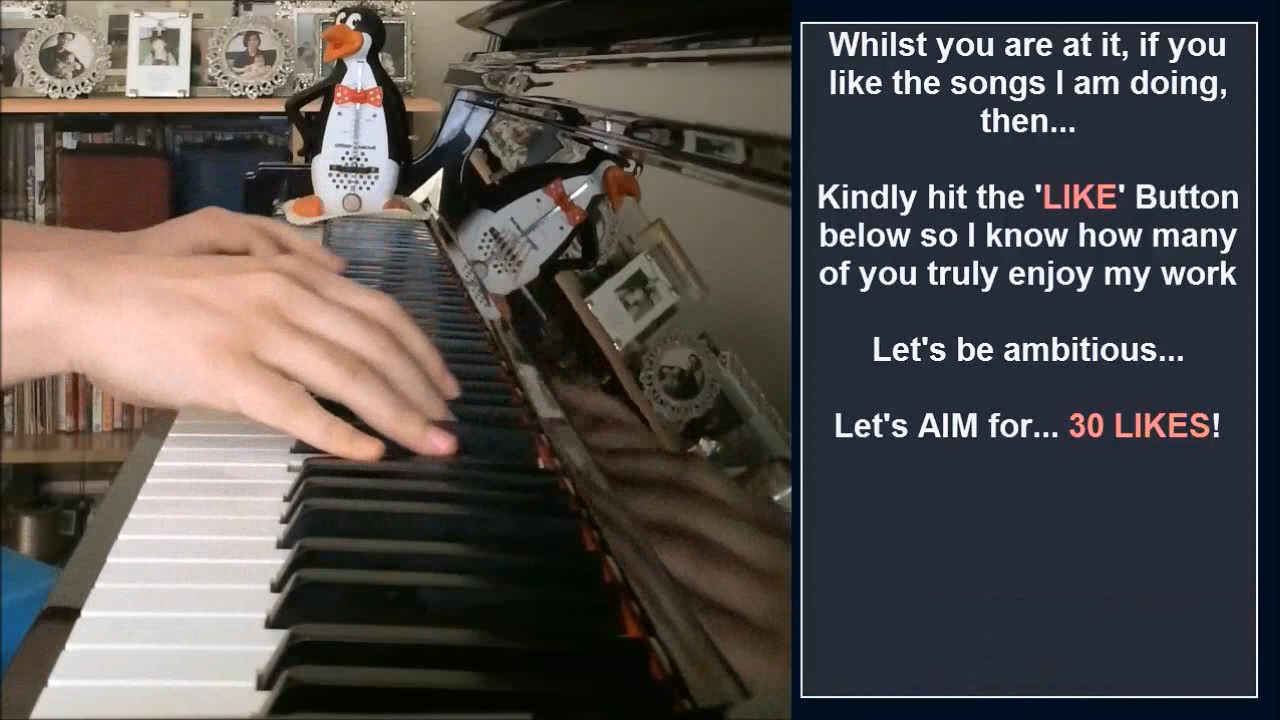 Whilst you are at it, if you
like the songs I am doing,
then...
Kindly hit the 'LIKE' Button
below so I know how many
of you truly enjoy my work
Let's be ambitious...
Let's AIM for... 30 LIKES!